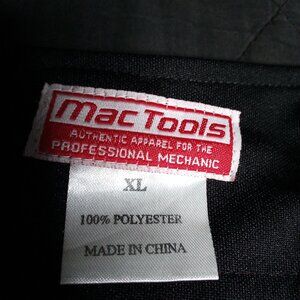 mac Tools
AUTHENTIC APPAREL FOR THE
PROFESSIONAL MECHANIC
XL
100% POLYESTER
MADE IN CHINA